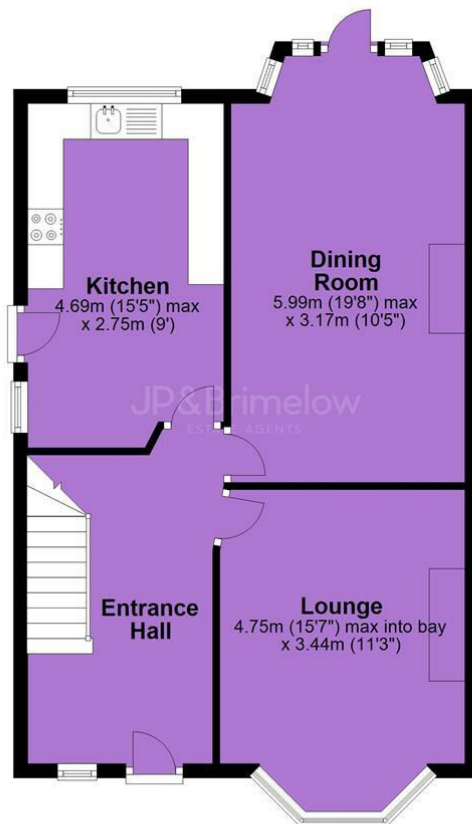 Kitchen
4.69m (15'5") max
x 2.75m (9')
Dining
Room
5.99m (19'8") max
x 3.17m (10'5")
JP&Brimelow
ESTATE AGENTS
Entrance
Hall
Lounge
4.75m (15'7") max into bay
x 3.44m (11'3")